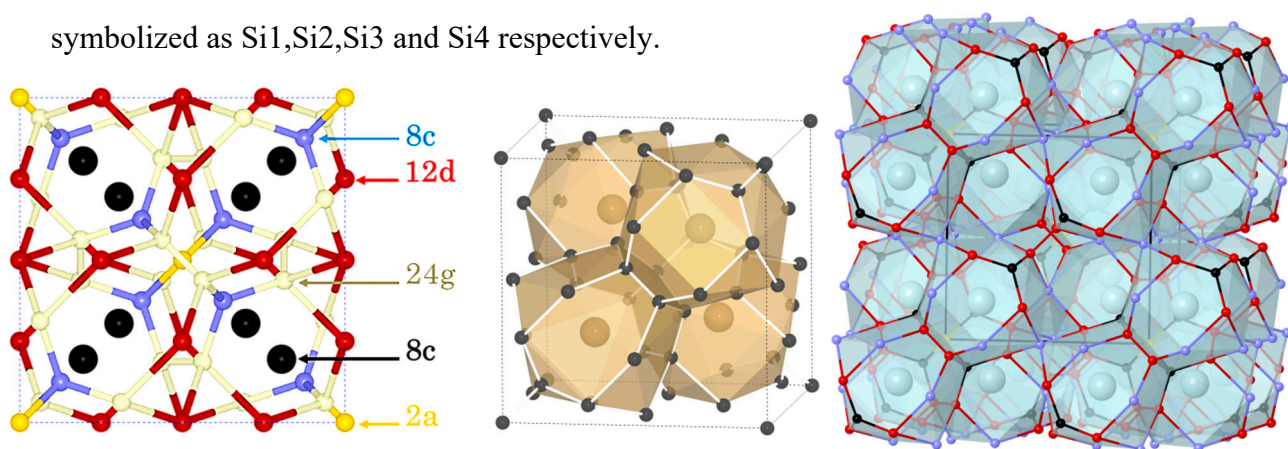 symbolized as Si1,Si2,Si3 and Si4 respectively.
8c
12d
24g
8c
2a